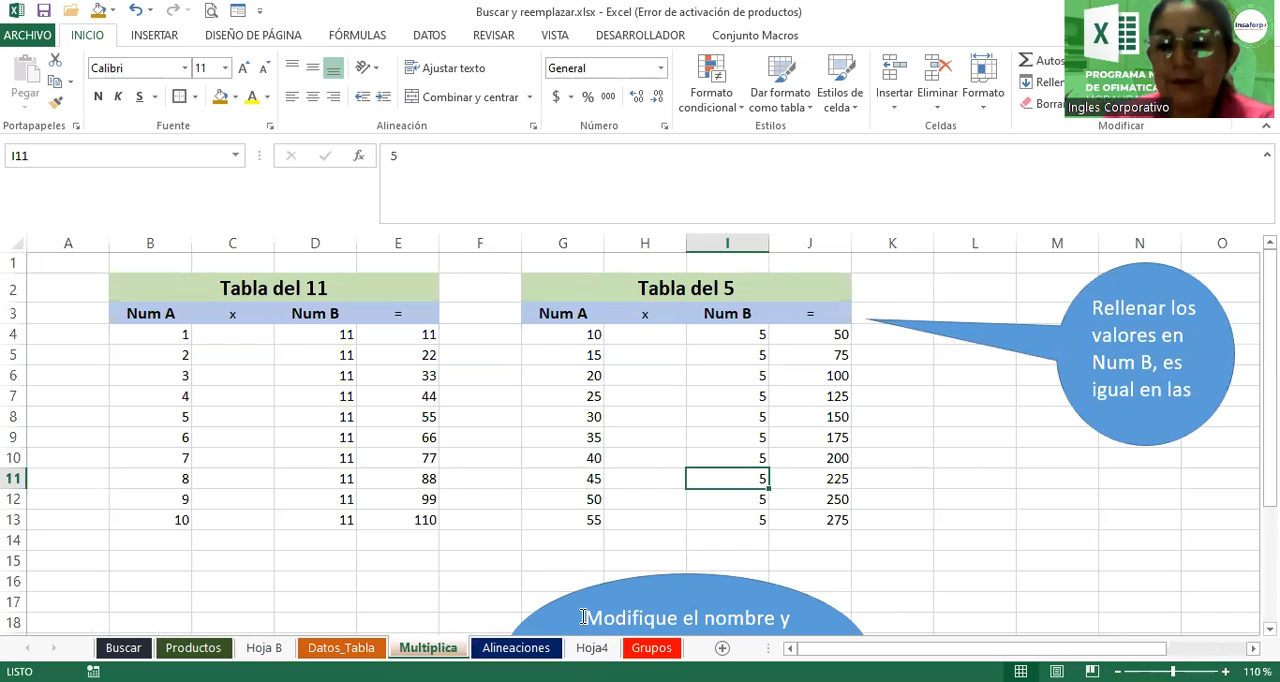 Buscar y reemplazar.xlsx - Excel (Error de activación de productos)
ARCHIVO INICIO INSERTAR DISEÑO DE PÁGINA FÓRMULAS DATOS REVISAR VISTA DESARROLLADOR Conjunto Macros
Insaforp
PROGRAMA N
DE OFIMÁTICA
Ingles Corporativo
Pegar
Calibri 11
N K S
Ajustar texto
Combinar y centrar
General
$ % 000
Formato condicional
Dar formato como tabla
Estilos de celda
Insertar Eliminar Formato
Autos
Rellen
Borra
Portapapeles Fuente Alineación Número Estilos Celdas Modificar
I11 fx 5
A B C D E F G H I J K L M N O
1
2 Tabla del 11 Tabla del 5
3 Num A x Num B = Num A x Num B =
4 1 11 11 10 5 50
5 2 11 22 15 5 75
6 3 11 33 20 5 100
7 4 11 44 25 5 125
8 5 11 55 30 5 150
9 6 11 66 35 5 175
10 7 11 77 40 5 200
11 8 11 88 45 5 225
12 9 11 99 50 5 250
13 10 11 110 55 5 275
14
15
16
17
18
Rellenar los
valores en
Num B, es
igual en las
Modifique el nombre y
Buscar Productos Hoja B Datos_Tabla Multiplica Alineaciones Hoja4 Grupos
LISTO 110 %